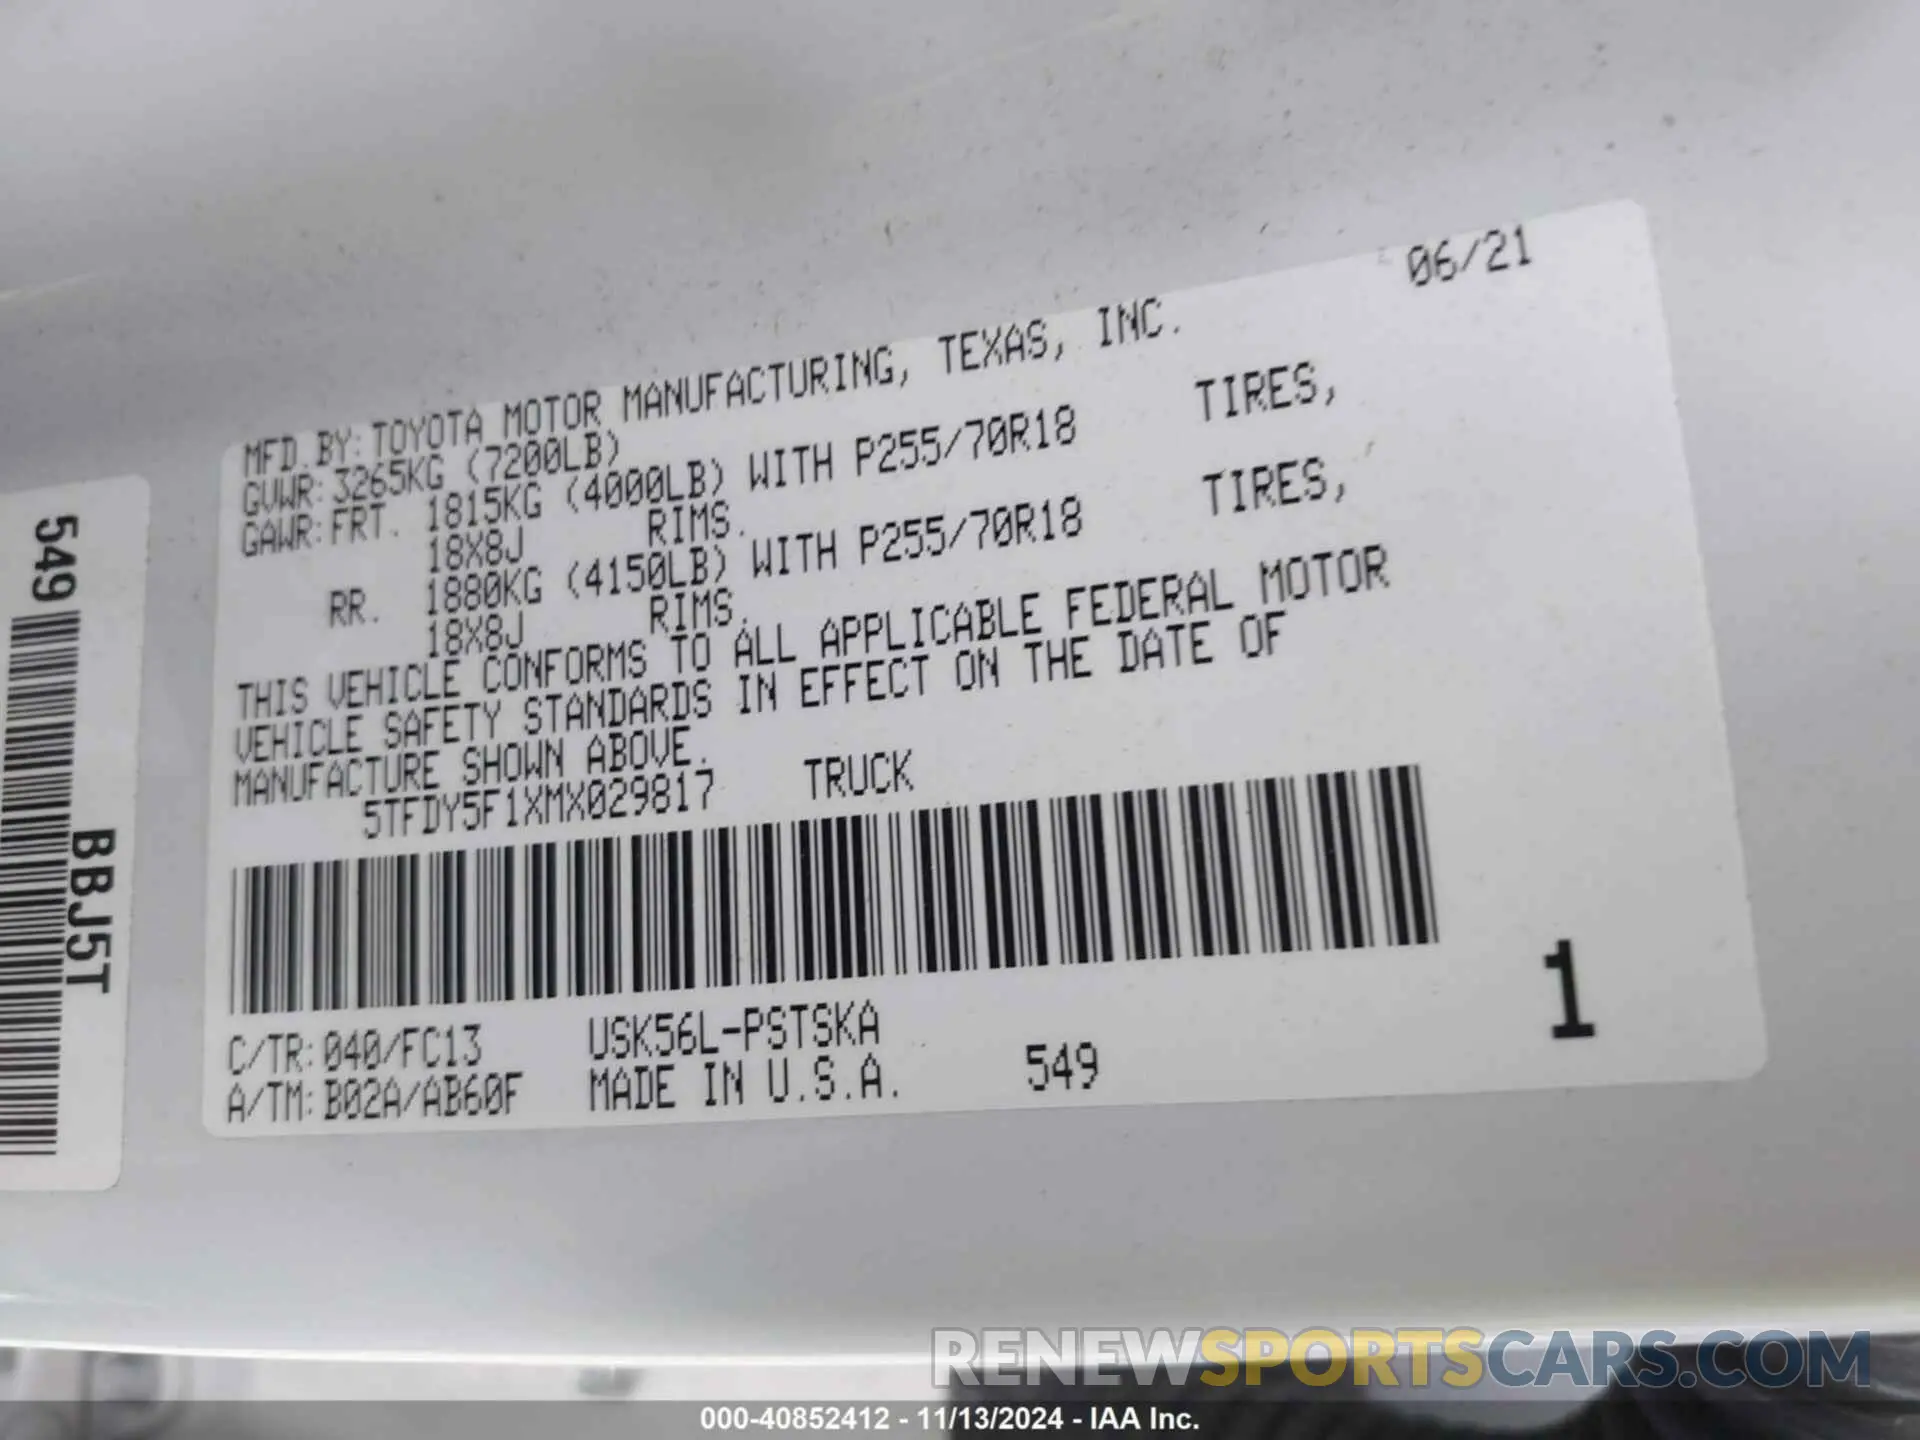 06/21
MFD. BY: TOYOTA MOTOR MANUFACTURING, TEXAS, INC.
GVWR: 3265KG (7200LB)
GAWR: FRT. 1815KG (4000LB) WITH P255/70R18 TIRES,
18X8J RIMS.
RR. 1880KG (4150LB) WITH P255/70R18 TIRES,
18X8J RIMS.
THIS VEHICLE CONFORMS TO ALL APPLICABLE FEDERAL MOTOR
VEHICLE SAFETY STANDARDS IN EFFECT ON THE DATE OF
MANUFACTURE SHOWN ABOVE.
5TFDY5F1XMX029817 TRUCK
C/TR: 040/FC13 USK56L-PSTSKA
A/TM: B02A/AB60F MADE IN U.S.A. 549
1
549
BBJ5T
RENEWSPORTSCARS.COM
000-40852412 - 11/13/2024 - IAA Inc.